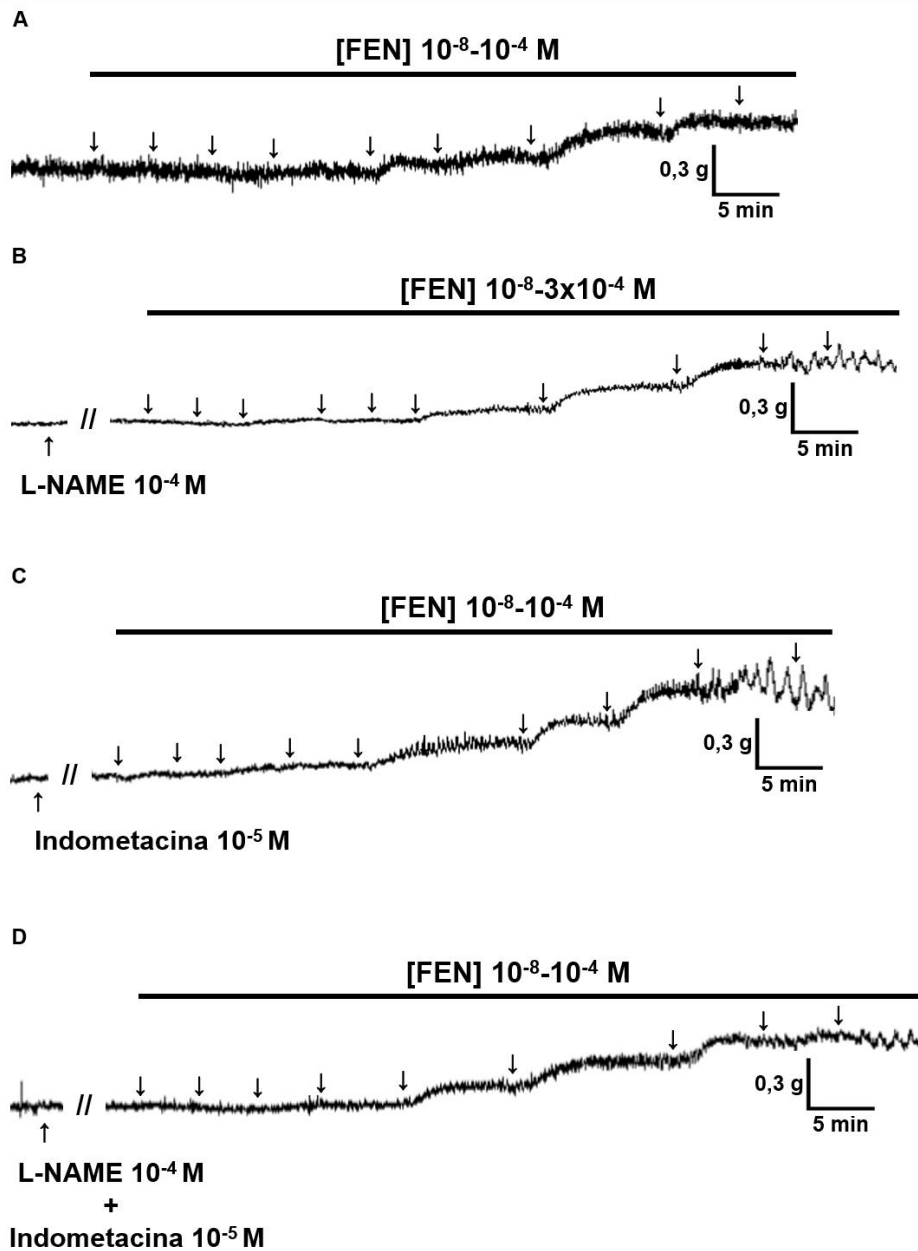 A
[FEN] 10⁻⁸-10⁻⁴ M
0,3 g
5 min
B
[FEN] 10⁻⁸-3x10⁻⁴ M
//
0,3 g
5 min
L-NAME 10⁻⁴ M
C
[FEN] 10⁻⁸-10⁻⁴ M
//
0,3 g
5 min
Indometacina 10⁻⁵ M
D
[FEN] 10⁻⁸-10⁻⁴ M
//
0,3 g
5 min
L-NAME 10⁻⁴ M
+
Indometacina 10⁻⁵ M